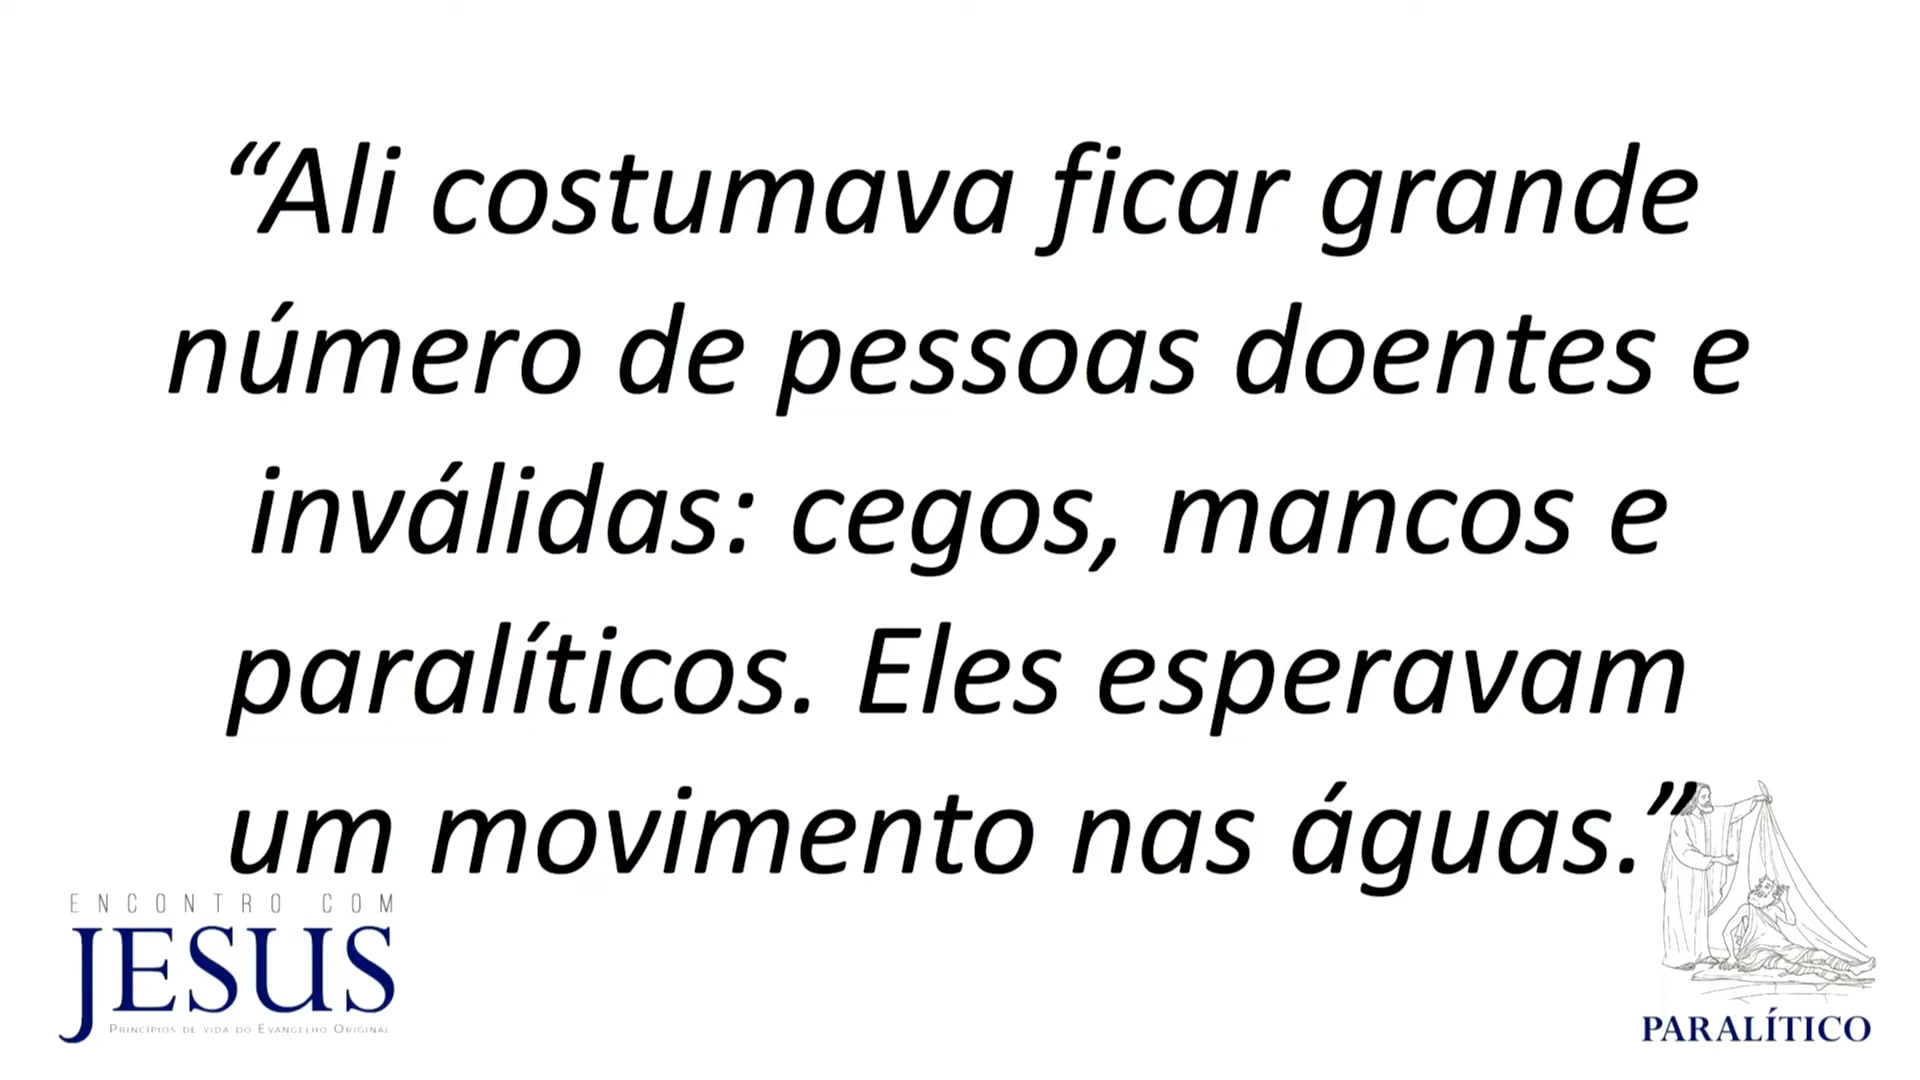 “Ali costumava ficar grande
número de pessoas doentes e
inválidas: cegos, mancos e
paralíticos. Eles esperavam
um movimento nas águas.”
ENCONTRO COM
JESUS
PRINCÍPIOS DE VIDA DO EVANGELHO ORIGINAL
PARALÍTICO